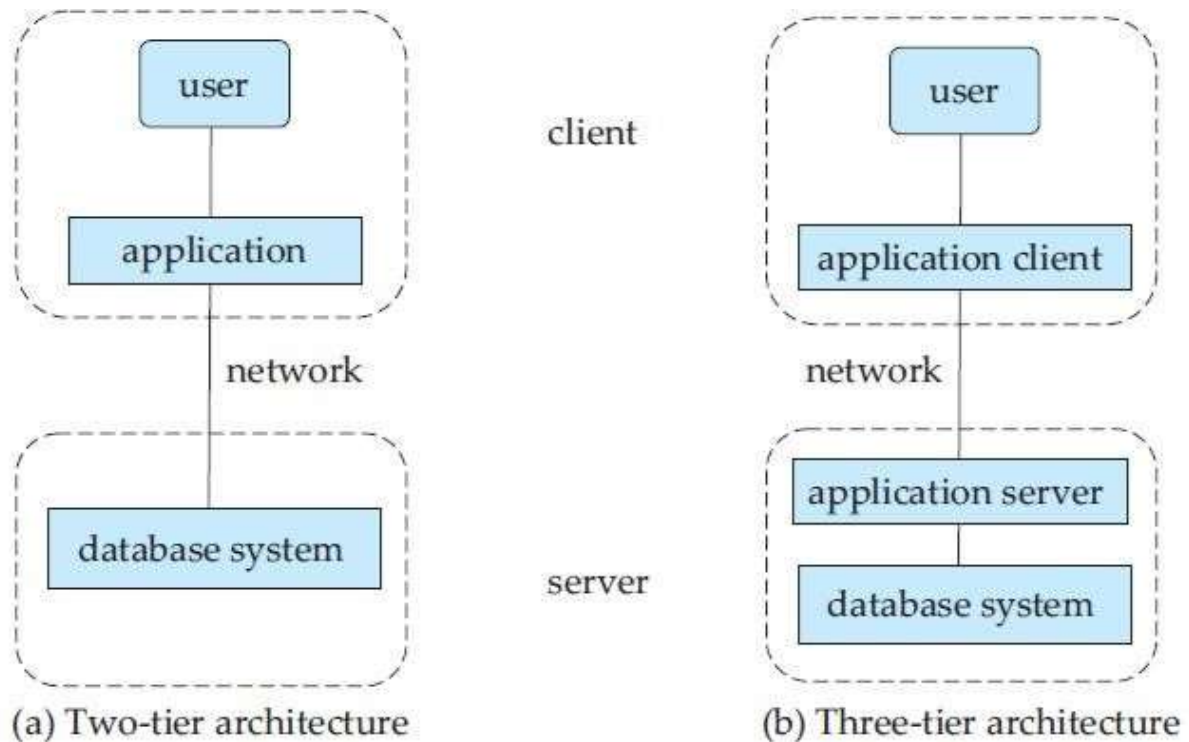 user
application
network
database system
(a) Two-tier architecture
client
server
user
application client
network
application server
database system
(b) Three-tier architecture